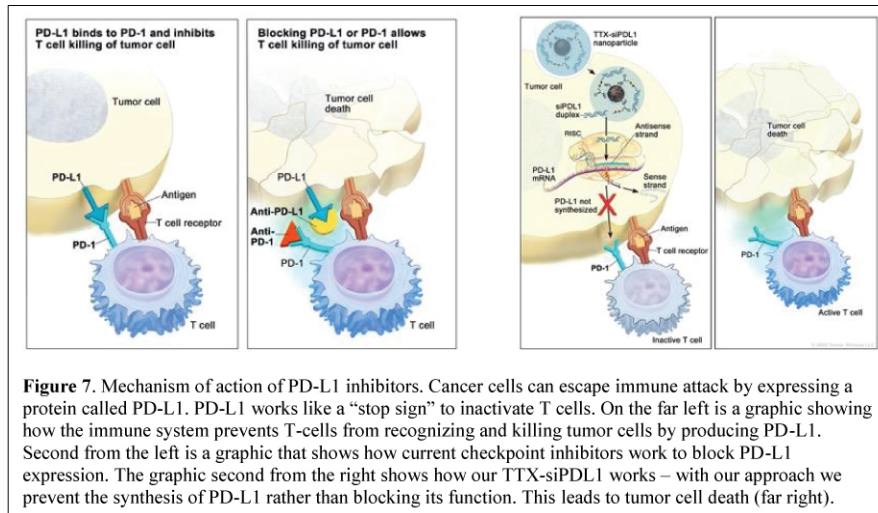 PD-L1 binds to PD-1 and inhibits
T cell killing of tumor cell
Tumor cell
PD-L1
Antigen
T cell receptor
PD-1
T cell
Blocking PD-L1 or PD-1 allows
T cell killing of tumor cell
Tumor cell
death
PD-L1
Anti-PD-L1
Antigen
Anti-
PD-1
T cell receptor
PD-1
T cell
TTX-siPDL1
nanoparticle
Tumor cell
siPDL1
duplex
RISC
Antisense
strand
PD-L1
mRNA
Sense
strand
PD-L1 not
synthesized
Antigen
T cell receptor
PD-1
Inactive T cell
Tumor cell
death
PD-1
Active T cell
Figure 7. Mechanism of action of PD-L1 inhibitors. Cancer cells can escape immune attack by expressing a
protein called PD-L1. PD-L1 works like a “stop sign” to inactivate T cells. On the far left is a graphic showing
how the immune system prevents T-cells from recognizing and killing tumor cells by producing PD-L1.
Second from the left is a graphic that shows how current checkpoint inhibitors work to block PD-L1
expression. The graphic second from the right shows how our TTX-siPDL1 works – with our approach we
prevent the synthesis of PD-L1 rather than blocking its function. This leads to tumor cell death (far right).